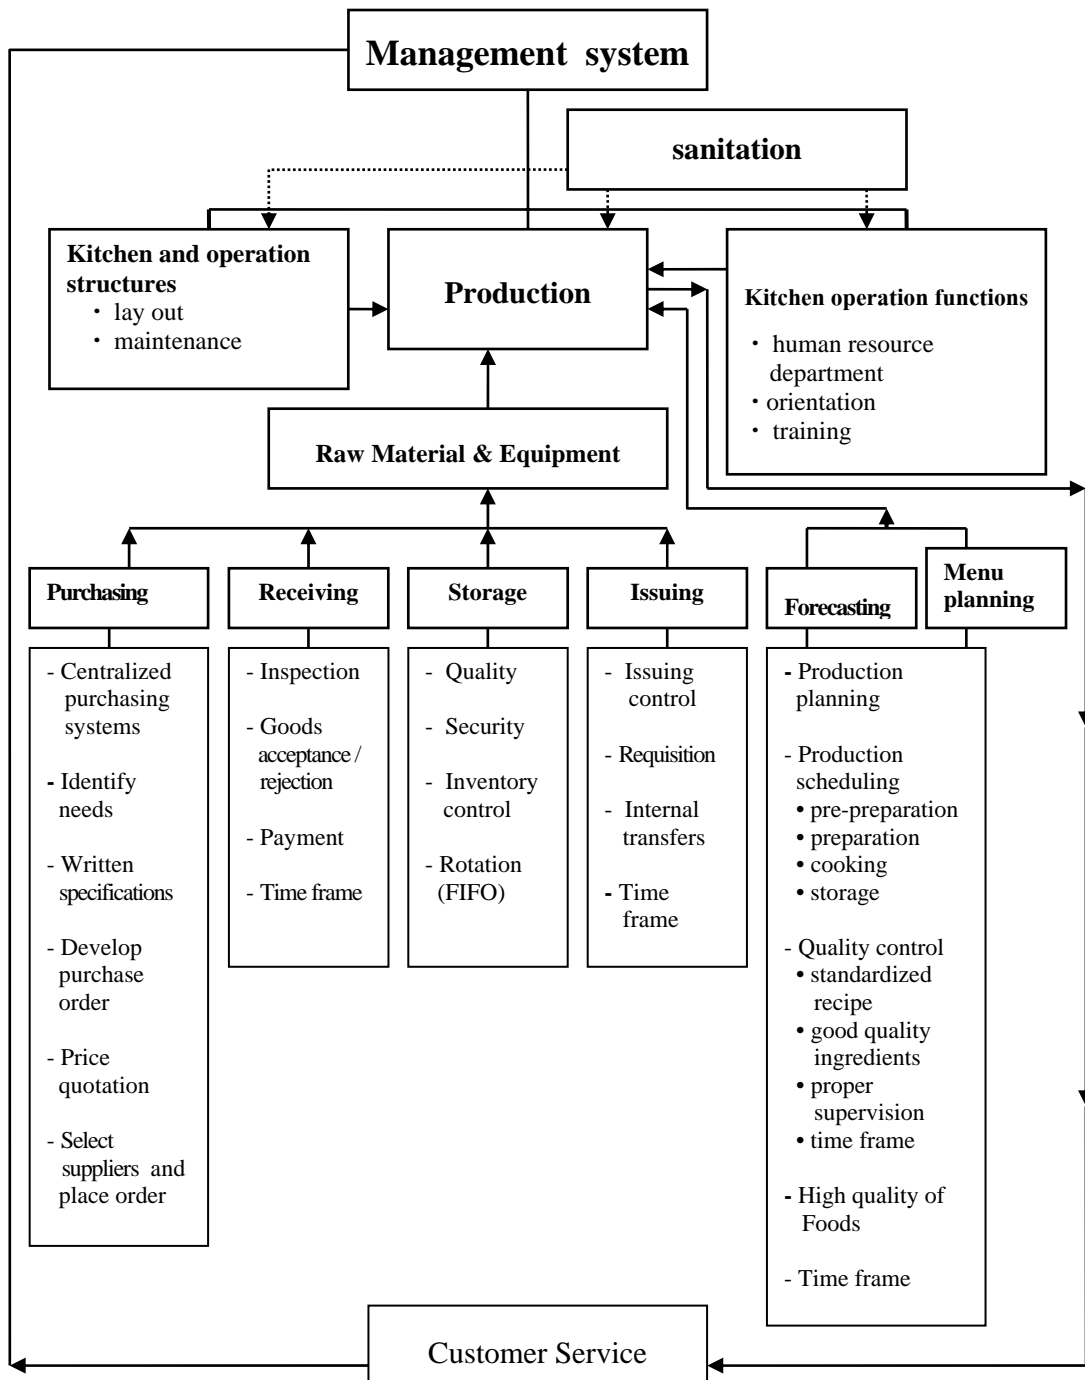 Management system
sanitation
Kitchen and operation
structures
・ lay out
・ maintenance
Production
Kitchen operation functions
・ human resource
department
・orientation
・ training
Raw Material & Equipment
Purchasing
Receiving
Storage
Issuing
Forecasting
Menu
planning
- Centralized
purchasing
systems
- Identify
needs
- Written
specifications
- Develop
purchase
order
- Price
quotation
- Select
suppliers and
place order
- Inspection
- Goods
acceptance /
rejection
- Payment
- Time frame
- Quality
- Security
- Inventory
control
- Rotation
(FIFO)
- Issuing
control
- Requisition
- Internal
transfers
- Time
frame
- Production
planning
- Production
scheduling
• pre-preparation
• preparation
• cooking
• storage
- Quality control
• standardized
recipe
• good quality
ingredients
• proper
supervision
• time frame
- High quality of
Foods
- Time frame
Customer Service